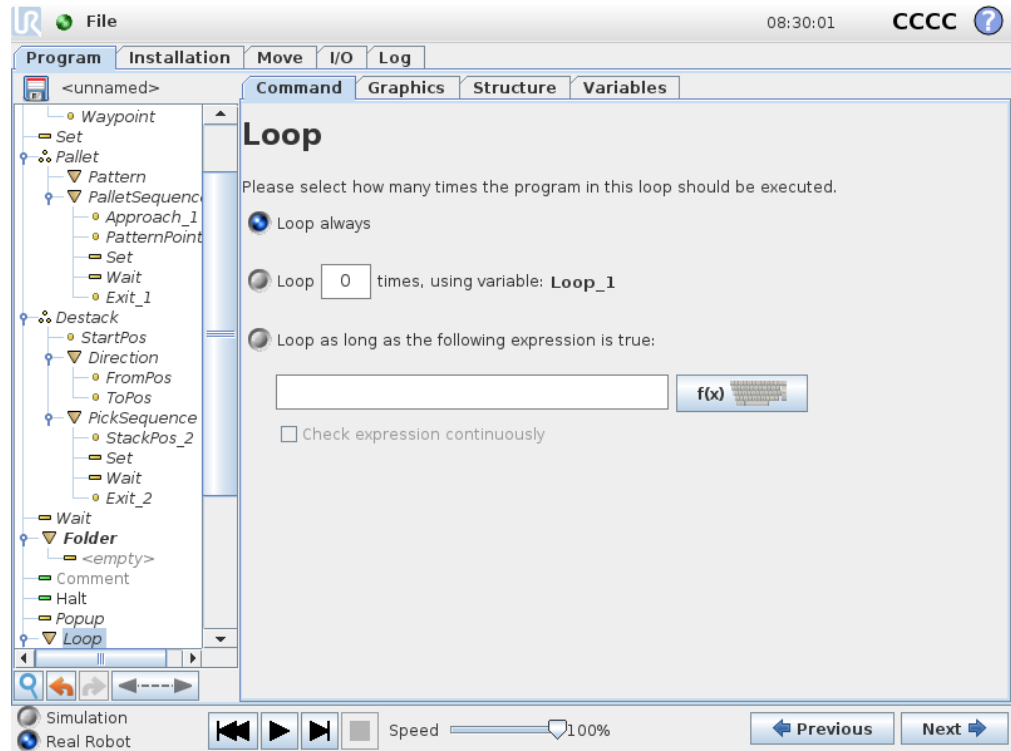 UR File 08:30:01 CCCC ?
Program Installation Move I/O Log
<unnamed> Command Graphics Structure Variables
Waypoint
Set
Pallet
Pattern
PalletSequenc
Approach_1
PatternPoint
Set
Wait
Exit_1
Destack
StartPos
Direction
FromPos
ToPos
PickSequence
StackPos_2
Set
Wait
Exit_2
Wait
Folder
<empty>
Comment
Halt
Popup
Loop
Loop
Please select how many times the program in this loop should be executed.
Loop always
Loop 0 times, using variable: Loop_1
Loop as long as the following expression is true:
f(x)
Check expression continuously
Simulation
Real Robot
Speed 100%
Previous Next